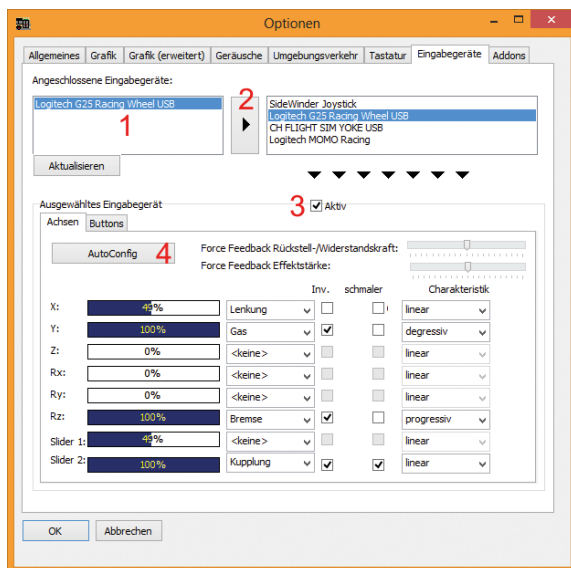 Optionen
Allgemeines Grafik Grafik (erweitert) Geräusche Umgebungsverkehr Tastatur Eingabegeräte Addons
Angeschlossene Eingabegeräte:
Logitech G25 Racing Wheel USB
1
2
SideWinder Joystick
Logitech G25 Racing Wheel USB
CH FLIGHT SIM YOKE USB
Logitech MOMO Racing
Aktualisieren
Ausgewähltes Eingabegerät
3 Aktiv
Achsen Buttons
AutoConfig 4
Force Feedback Rückstell-/Widerstandskraft:
Force Feedback Effektstärke:
Inv. schmaler Charakteristik
X: 49% Lenkung linear
Y: 100% Gas degressiv
Z: 0% <keine> linear
Rx: 0% <keine> linear
Ry: 0% <keine> linear
Rz: 100% Bremse progressiv
Slider 1: 49% <keine> linear
Slider 2: 100% Kupplung linear
OK Abbrechen